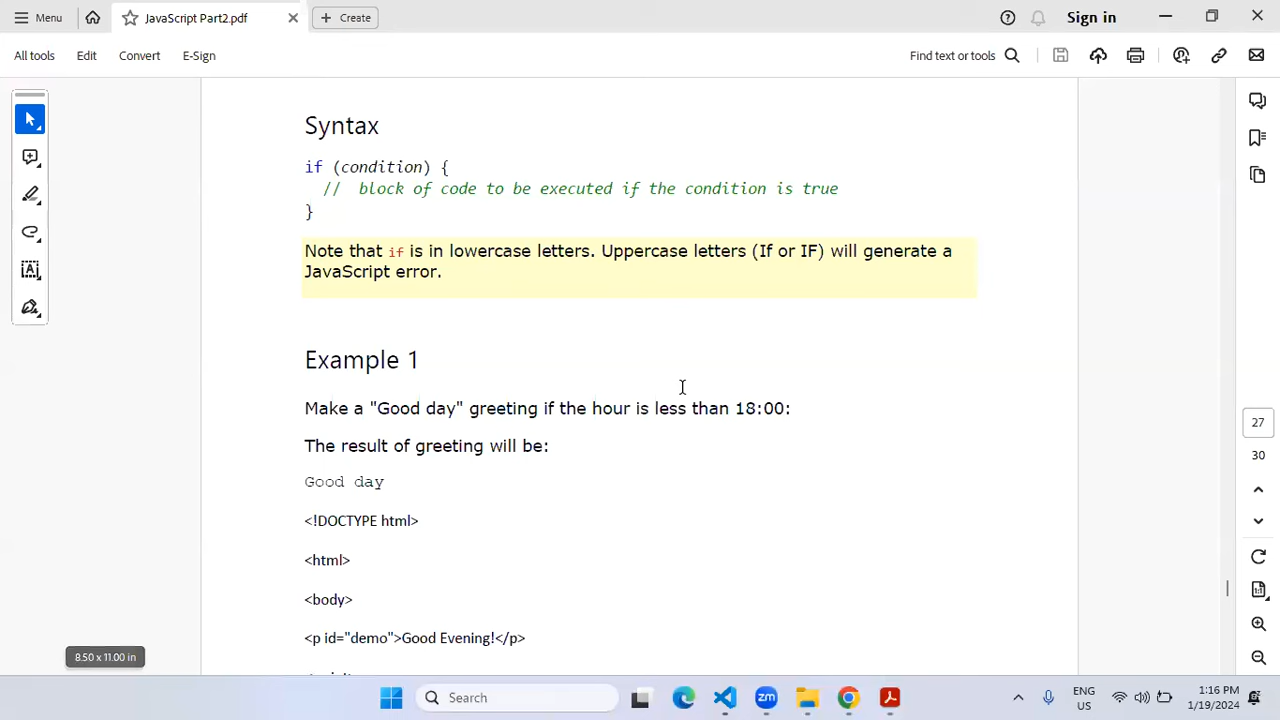 Menu
JavaScript Part2.pdf
Create
Sign in
All tools
Edit
Convert
E-Sign
Find text or tools
Syntax
if (condition) {
// block of code to be executed if the condition is true
}
Note that if is in lowercase letters. Uppercase letters (If or IF) will generate a
JavaScript error.
Example 1
Make a "Good day" greeting if the hour is less than 18:00:
The result of greeting will be:
Good day
<!DOCTYPE html>
<html>
<body>
<p id="demo">Good Evening!</p>
27
30
8.50 x 11.00 in
Search
zm
ENG
US
1:16 PM
1/19/2024